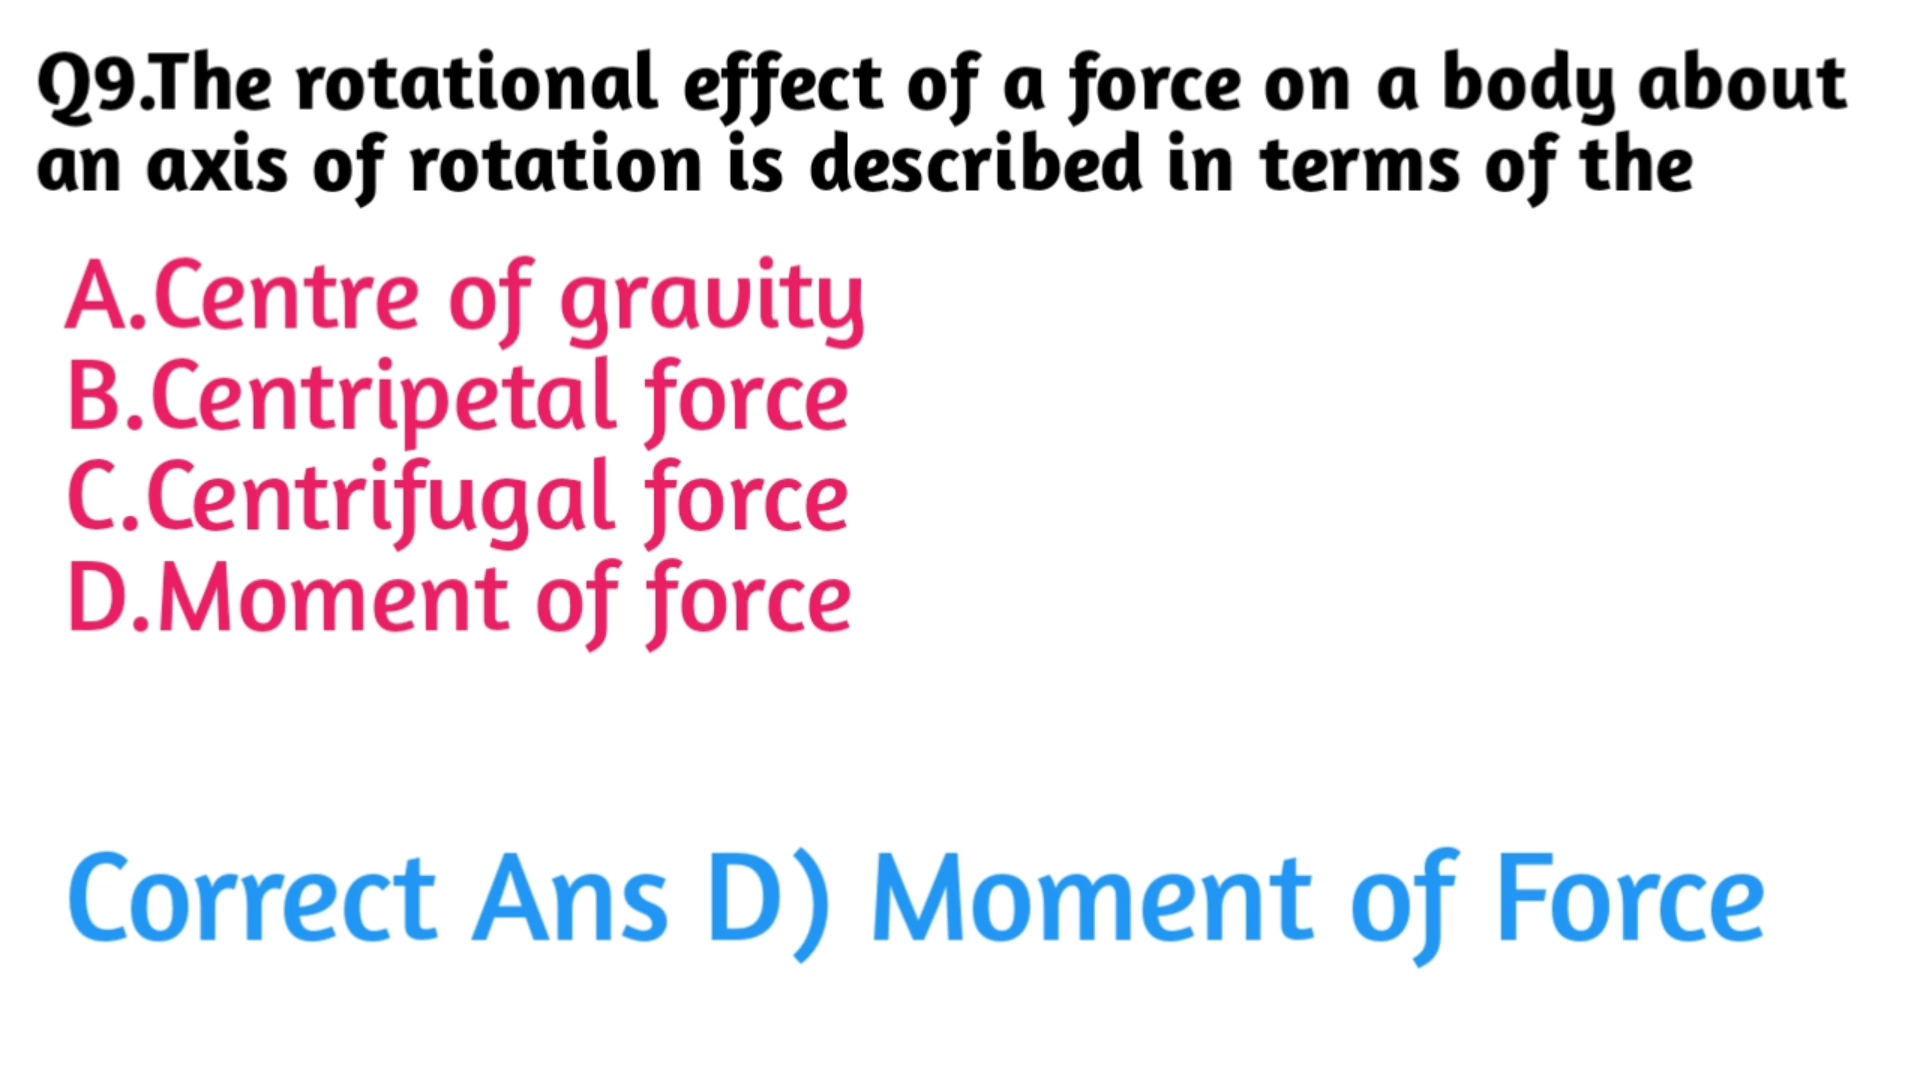 Q9.The rotational effect of a force on a body about
an axis of rotation is described in terms of the
A.Centre of gravity
B.Centripetal force
C.Centrifugal force
D.Moment of force
Correct Ans D) Moment of Force